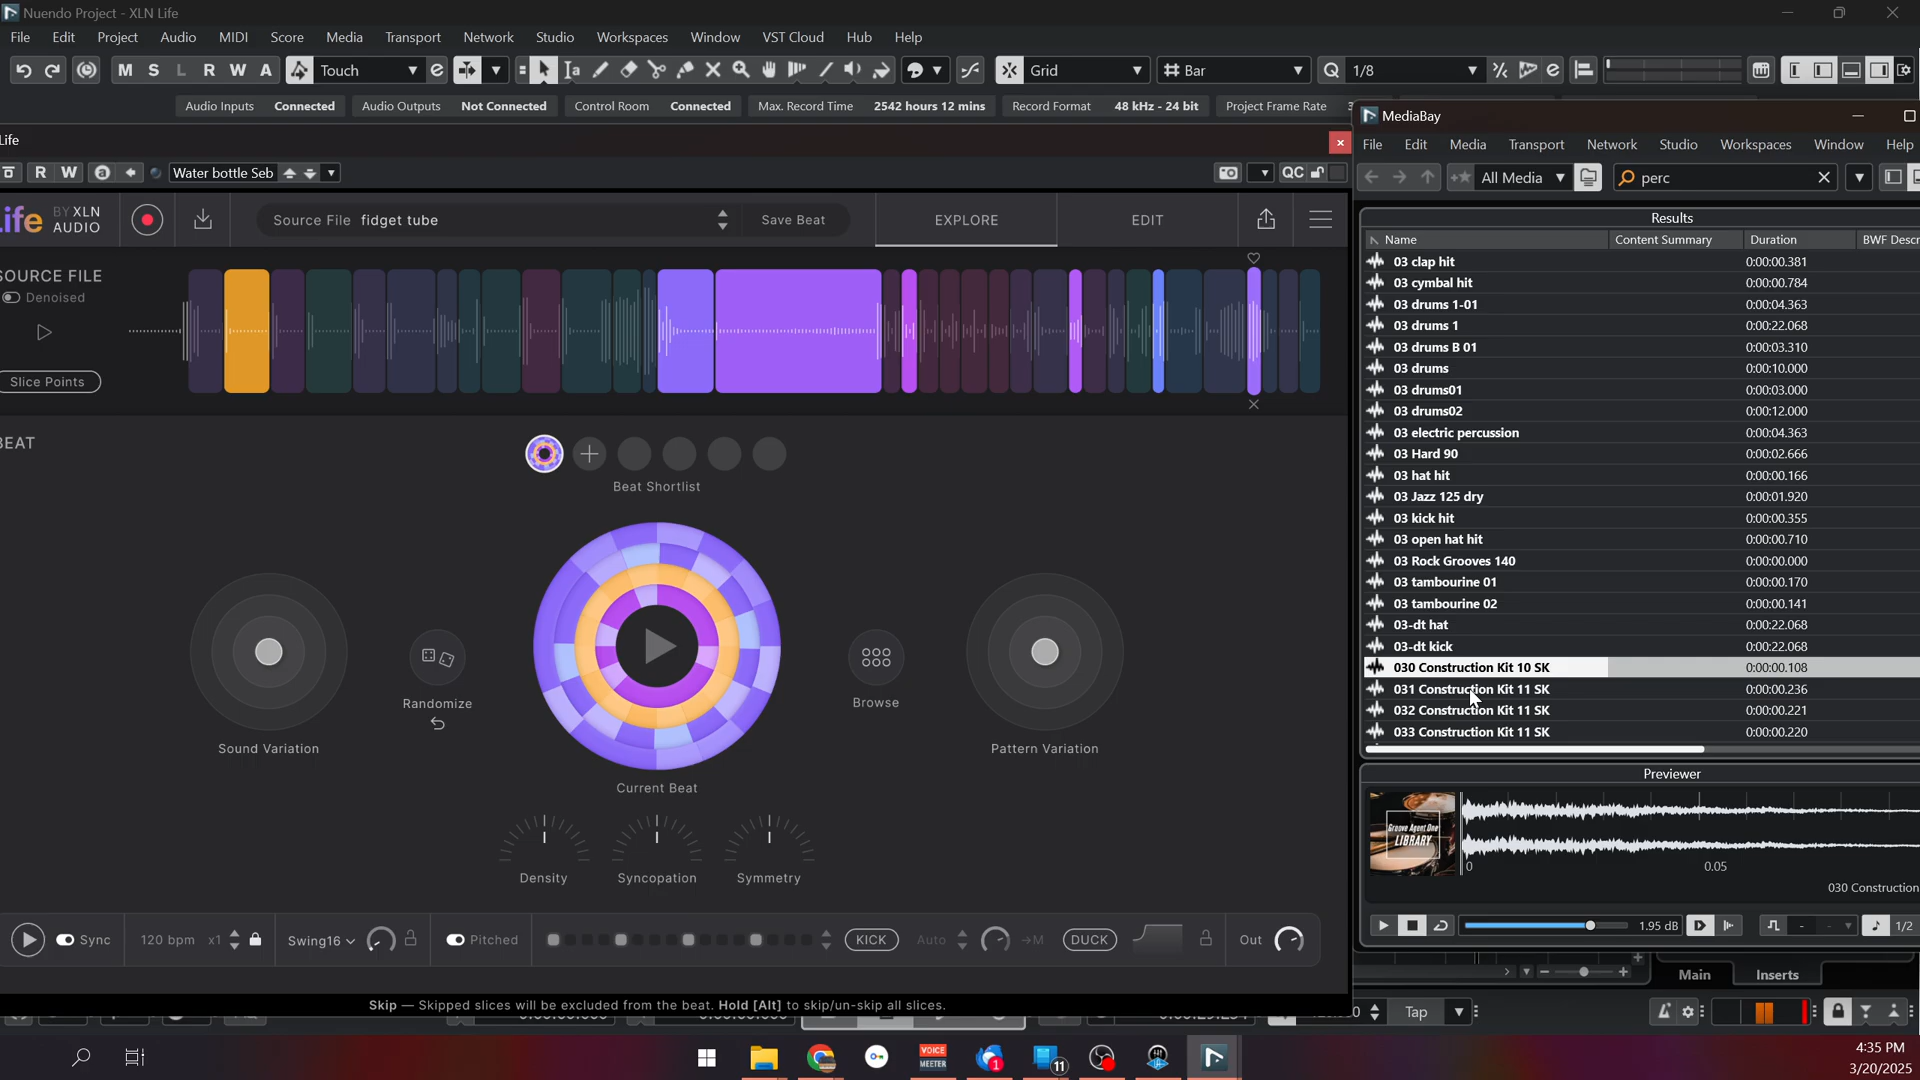 Nuendo Project - XLN Life
File Edit Project Audio MIDI Score Media Transport Network Studio Workspaces Window VST Cloud Hub Help
M S L R W A Touch Grid Bar Q 1/8
Audio Inputs Connected Audio Outputs Not Connected Control Room Connected Max. Record Time 2542 hours 12 mins Record Format 48 kHz - 24 bit Project Frame Rate
Life
R W Water bottle Seb QC
Life BY XLN AUDIO
Source File fidget tube Save Beat EXPLORE EDIT
SOURCE FILE
Denoised
Slice Points
BEAT
Beat Shortlist
Randomize
Browse
Sound Variation
Pattern Variation
Current Beat
Density Syncopation Symmetry
Sync 120 bpm x1 Swing16 Pitched KICK Auto →M DUCK Out
Skip — Skipped slices will be excluded from the beat. Hold [Alt] to skip/un-skip all slices.
MediaBay
File Edit Media Transport Network Studio Workspaces Window Help
All Media perc
Results
Name Content Summary Duration BWF Descr
03 clap hit 0:00:00.381
03 cymbal hit 0:00:00.784
03 drums 1-01 0:00:04.363
03 drums 1 0:00:22.068
03 drums B 01 0:00:03.310
03 drums 0:00:10.000
03 drums01 0:00:03.000
03 drums02 0:00:12.000
03 electric percussion 0:00:04.363
03 Hard 90 0:00:02.666
03 hat hit 0:00:00.166
03 Jazz 125 dry 0:00:01.920
03 kick hit 0:00:00.355
03 open hat hit 0:00:00.710
03 Rock Grooves 140 0:00:00.000
03 tambourine 01 0:00:00.170
03 tambourine 02 0:00:00.141
03-dt hat 0:00:22.068
03-dt kick 0:00:22.068
030 Construction Kit 10 SK 0:00:00.108
031 Construction Kit 11 SK 0:00:00.236
032 Construction Kit 11 SK 0:00:00.221
033 Construction Kit 11 SK 0:00:00.220
Previewer
Groove Agent One
LIBRARY
0 0.05
030 Construction
1.95 dB 1/2
Main Inserts
Tap
VOICE
MEETER
1
11
4:35 PM
3/20/2025